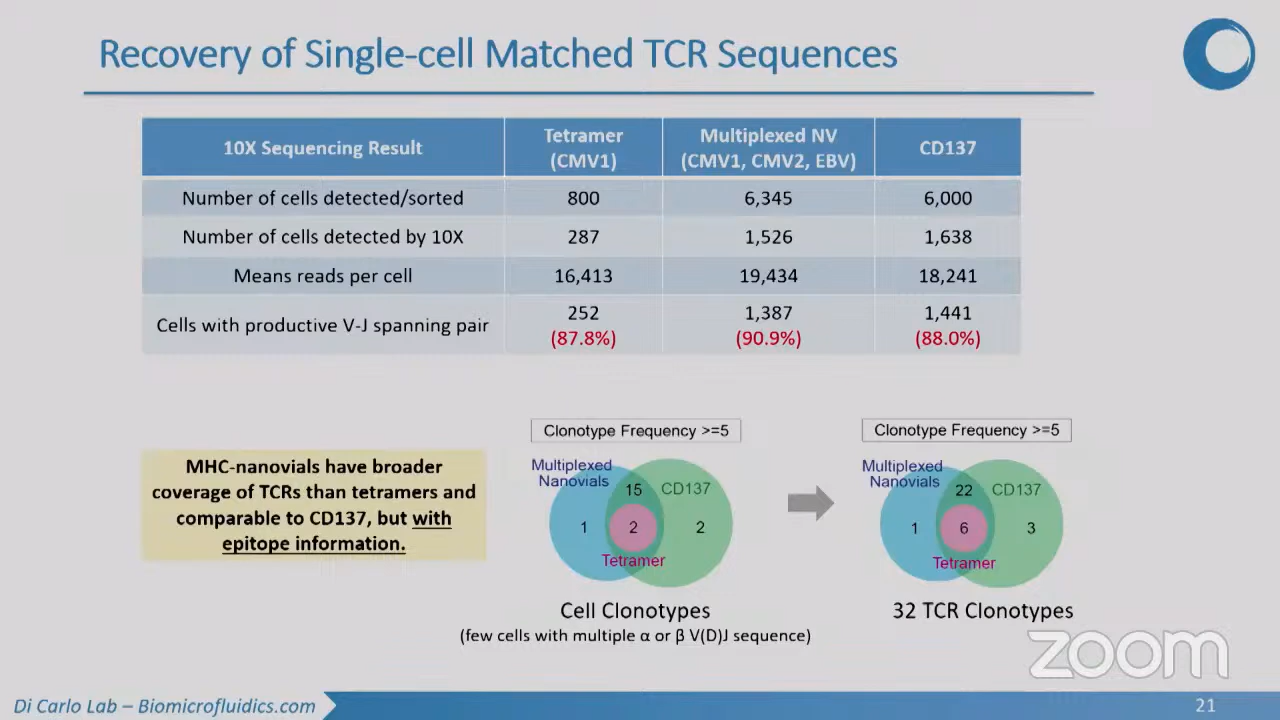 Recovery of Single-cell Matched TCR Sequences
10X Sequencing Result
Tetramer
(CMV1)
Multiplexed NV
(CMV1, CMV2, EBV)
CD137
Number of cells detected/sorted
800
6,345
6,000
Number of cells detected by 10X
287
1,526
1,638
Means reads per cell
16,413
19,434
18,241
Cells with productive V-J spanning pair
252
(87.8%)
1,387
(90.9%)
1,441
(88.0%)
MHC-nanovials have broader
coverage of TCRs than tetramers and
comparable to CD137, but with
epitope information.
Clonotype Frequency >=5
Multiplexed
Nanovials
15
CD137
1
2
2
Tetramer
Cell Clonotypes
(few cells with multiple α or β V(D)J sequence)
Clonotype Frequency >=5
Multiplexed
Nanovials
22
CD137
1
6
3
Tetramer
32 TCR Clonotypes
zoom
Di Carlo Lab – Biomicrofluidics.com
21